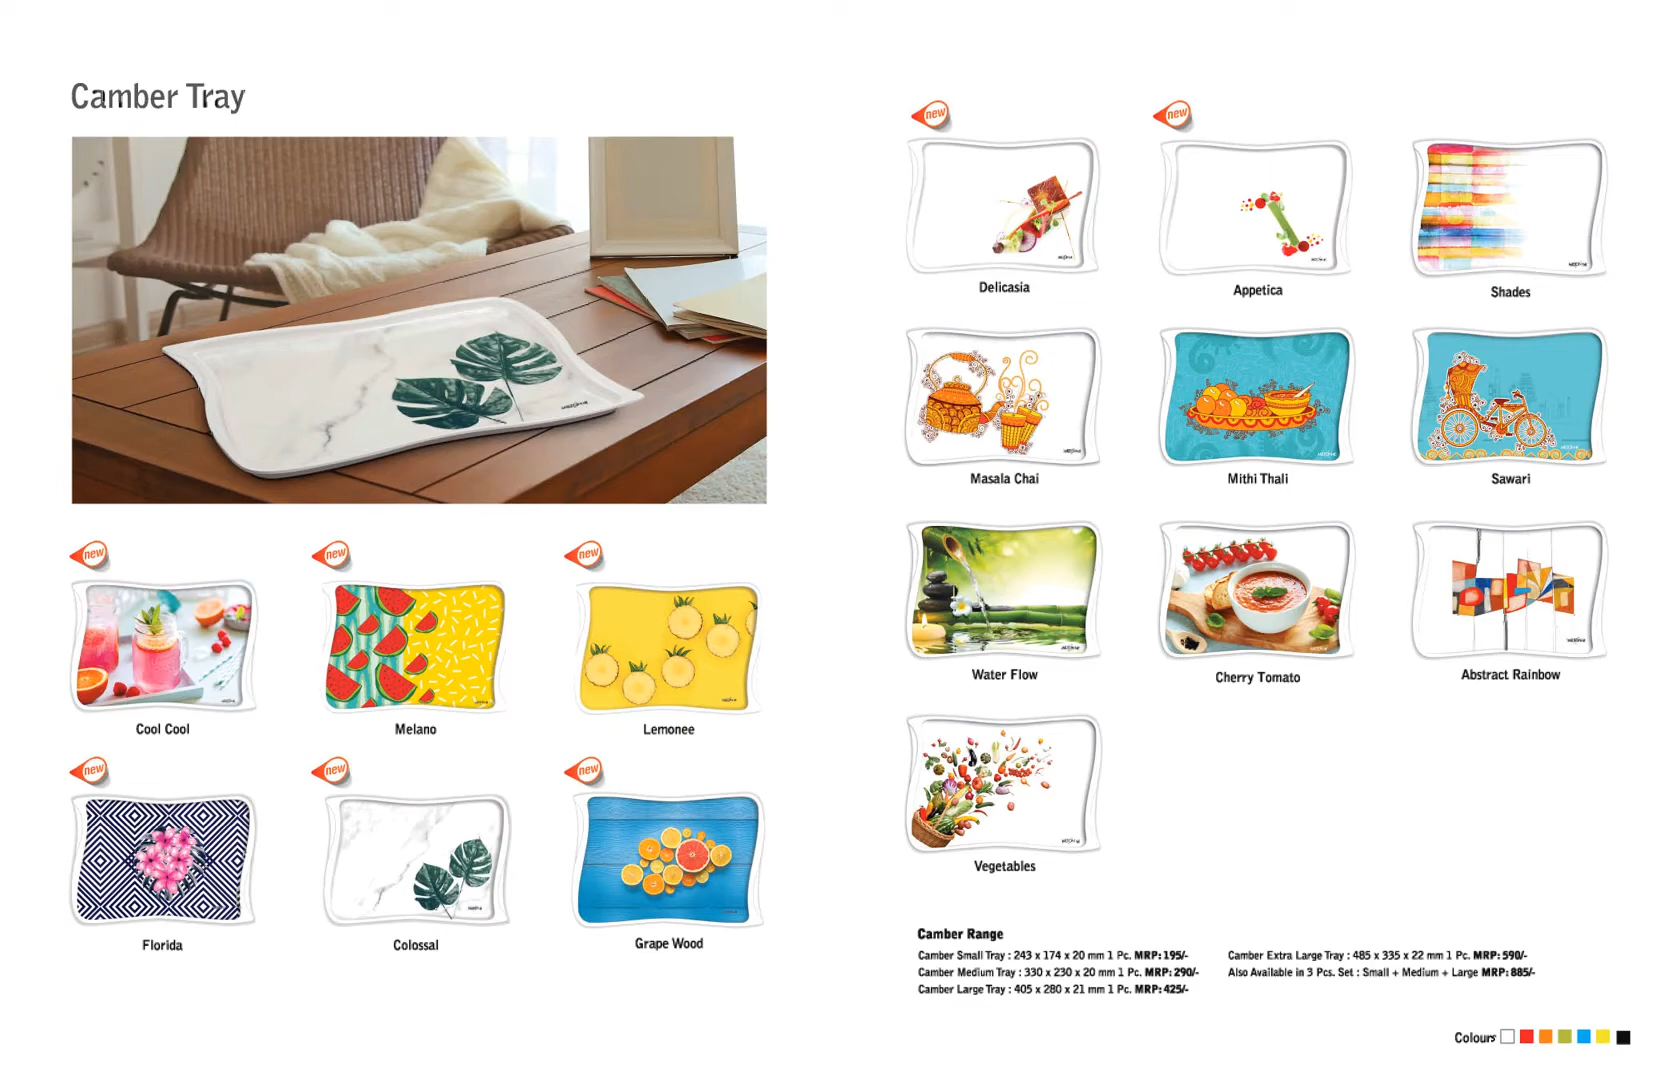 Camber Tray
new
new
new
Cool Cool
Melano
Lemonee
new
new
new
Florida
Colossal
Grape Wood
new
new
Delicasia
Appetica
Shades
Masala Chai
Mithi Thali
Sawari
Water Flow
Cherry Tomato
Abstract Rainbow
Vegetables
Camber Range
Camber Small Tray : 243 x 174 x 20 mm 1 Pc. MRP: 195/-
Camber Medium Tray : 330 x 230 x 20 mm 1 Pc. MRP: 290/-
Camber Large Tray : 405 x 280 x 21 mm 1 Pc. MRP: 425/-
Camber Extra Large Tray : 485 x 335 x 22 mm 1 Pc. MRP: 590/-
Also Available in 3 Pcs. Set : Small + Medium + Large MRP: 885/-
Colours